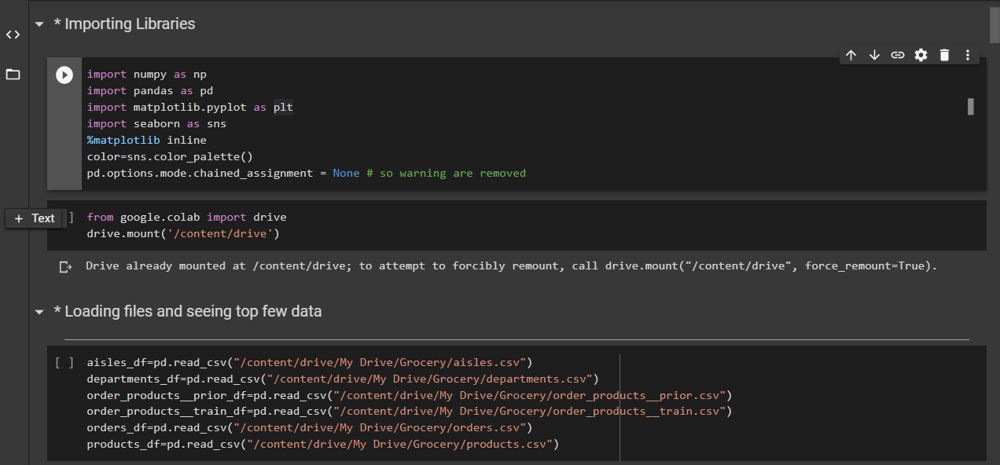 * Importing Libraries
import numpy as np
import pandas as pd
import matplotlib.pyplot as plt
import seaborn as sns
%matplotlib inline
color=sns.color_palette()
pd.options.mode.chained_assignment = None # so warning are removed
+ Text ]
from google.colab import drive
drive.mount('/content/drive')
Drive already mounted at /content/drive; to attempt to forcibly remount, call drive.mount("/content/drive", force_remount=True).
* Loading files and seeing top few data
[ ] aisles_df=pd.read_csv("/content/drive/My Drive/Grocery/aisles.csv")
departments_df=pd.read_csv("/content/drive/My Drive/Grocery/departments.csv")
order_products__prior_df=pd.read_csv("/content/drive/My Drive/Grocery/order_products__prior.csv")
order_products__train_df=pd.read_csv("/content/drive/My Drive/Grocery/order_products__train.csv")
orders_df=pd.read_csv("/content/drive/My Drive/Grocery/orders.csv")
products_df=pd.read_csv("/content/drive/My Drive/Grocery/products.csv")